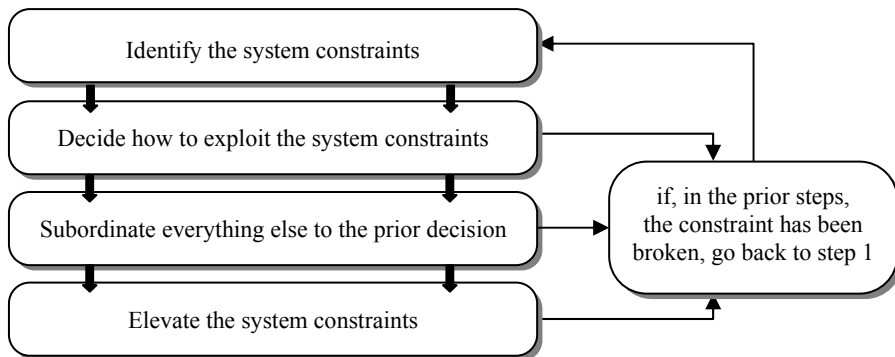 Identify the system constraints
Decide how to exploit the system constraints
Subordinate everything else to the prior decision
Elevate the system constraints
if, in the prior steps,
the constraint has been
broken, go back to step 1